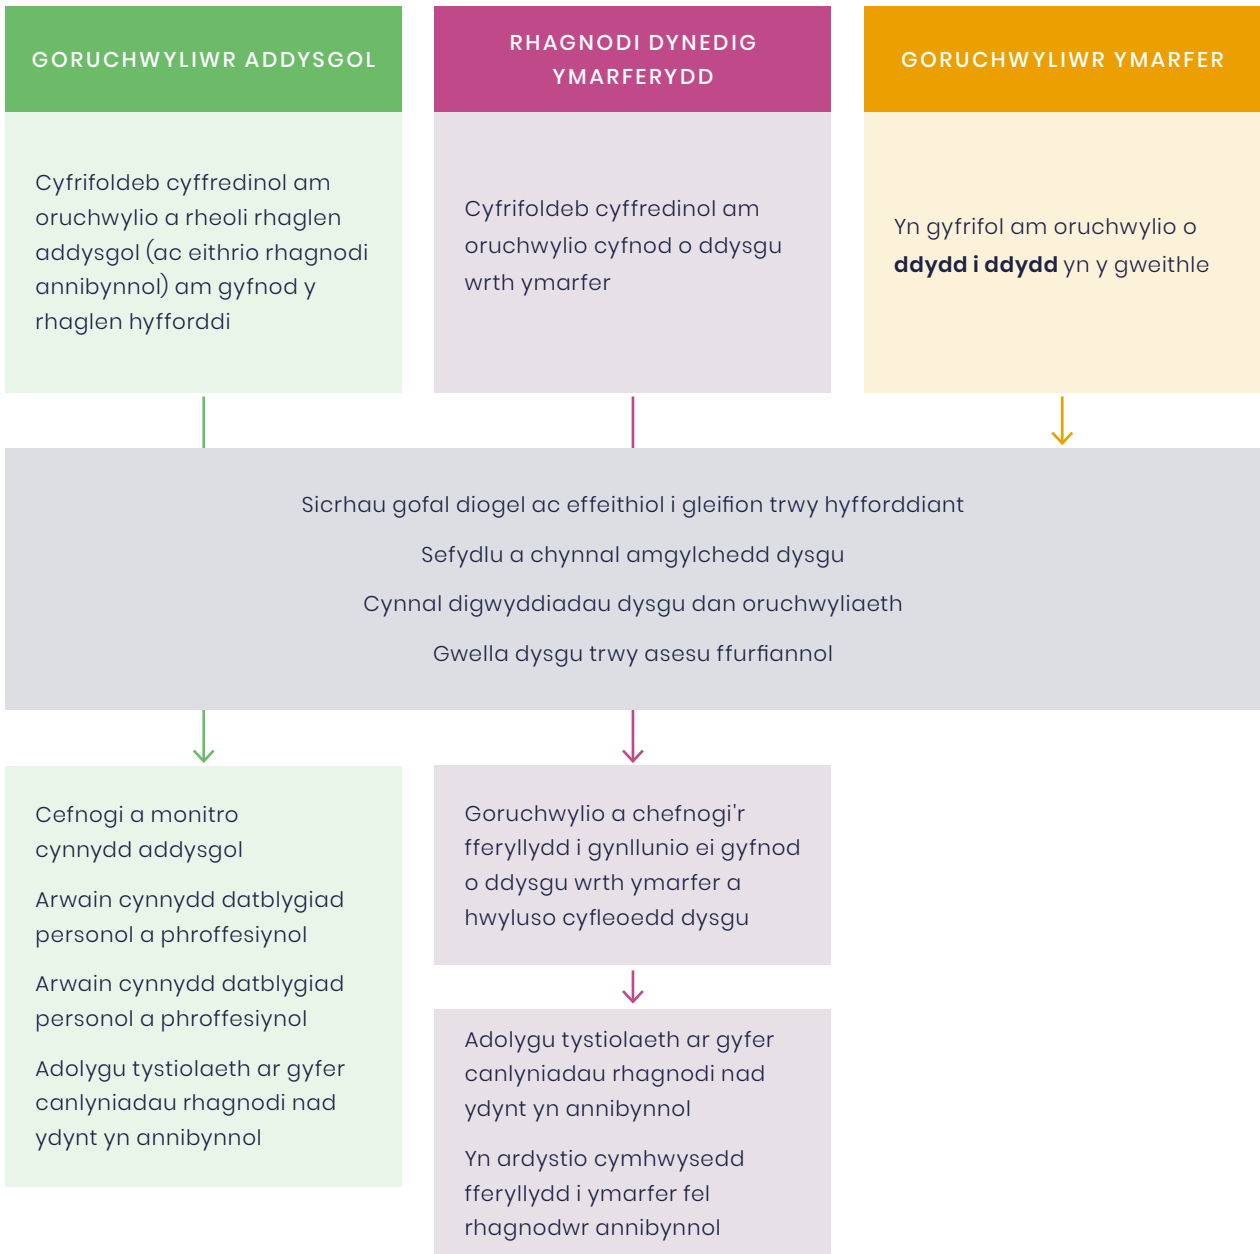 GORUCHWYLIWR ADDYSGOL
Cyfrifoldeb cyffredinol am
oruchwylio a rheoli rhaglen
addysgol (ac eithrio rhagnodi
annibynnol) am gyfnod y
rhaglen hyfforddi
RHAGNODI DYNEDIG
YMARFERYDD
Cyfrifoldeb cyffredinol am
oruchwylio cyfnod o ddysgu
wrth ymarfer
GORUCHWYLIWR YMARFER
Yn gyfrifol am oruchwylio o
ddydd i ddydd yn y gweithle
Sicrhau gofal diogel ac effeithiol i gleifion trwy hyfforddiant
Sefydlu a chynnal amgylchedd dysgu
Cynnal digwyddiadau dysgu dan oruchwyliaeth
Gwella dysgu trwy asesu ffurfiannol
Cefnogi a monitro
cynnydd addysgol
Arwain cynnydd datblygiad
personol a phroffesiynol
Arwain cynnydd datblygiad
personol a phroffesiynol
Adolygu tystiolaeth ar gyfer
canlyniadau rhagnodi nad
ydynt yn annibynnol
Goruchwylio a chefnogi'r
fferyllydd i gynllunio ei gyfnod
o ddysgu wrth ymarfer a
hwyluso cyfleoedd dysgu
Adolygu tystiolaeth ar gyfer
canlyniadau rhagnodi nad
ydynt yn annibynnol
Yn ardystio cymhwysedd
fferyllydd i ymarfer fel
rhagnodwr annibynnol